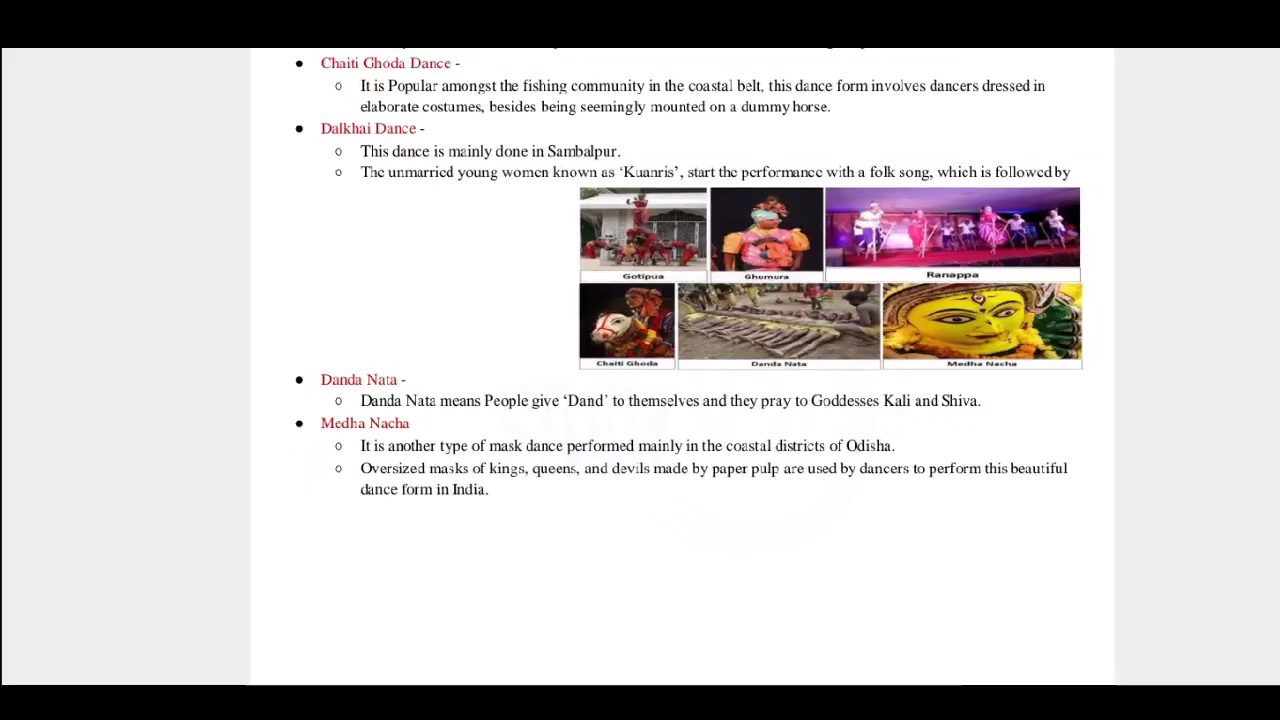 ● Chaiti Ghoda Dance -
o It is Popular amongst the fishing community in the coastal belt, this dance form involves dancers dressed in
elaborate costumes, besides being seemingly mounted on a dummy horse.
● Dalkhai Dance -
o This dance is mainly done in Sambalpur.
o The unmarried young women known as ‘Kuanris’, start the performance with a folk song, which is followed by
Gotipua
Ghumura
Ranappa
Chaiti Ghoda
Danda Nata
Medha Nacha
● Danda Nata -
o Danda Nata means People give ‘Dand’ to themselves and they pray to Goddesses Kali and Shiva.
● Medha Nacha
o It is another type of mask dance performed mainly in the coastal districts of Odisha.
o Oversized masks of kings, queens, and devils made by paper pulp are used by dancers to perform this beautiful
dance form in India.